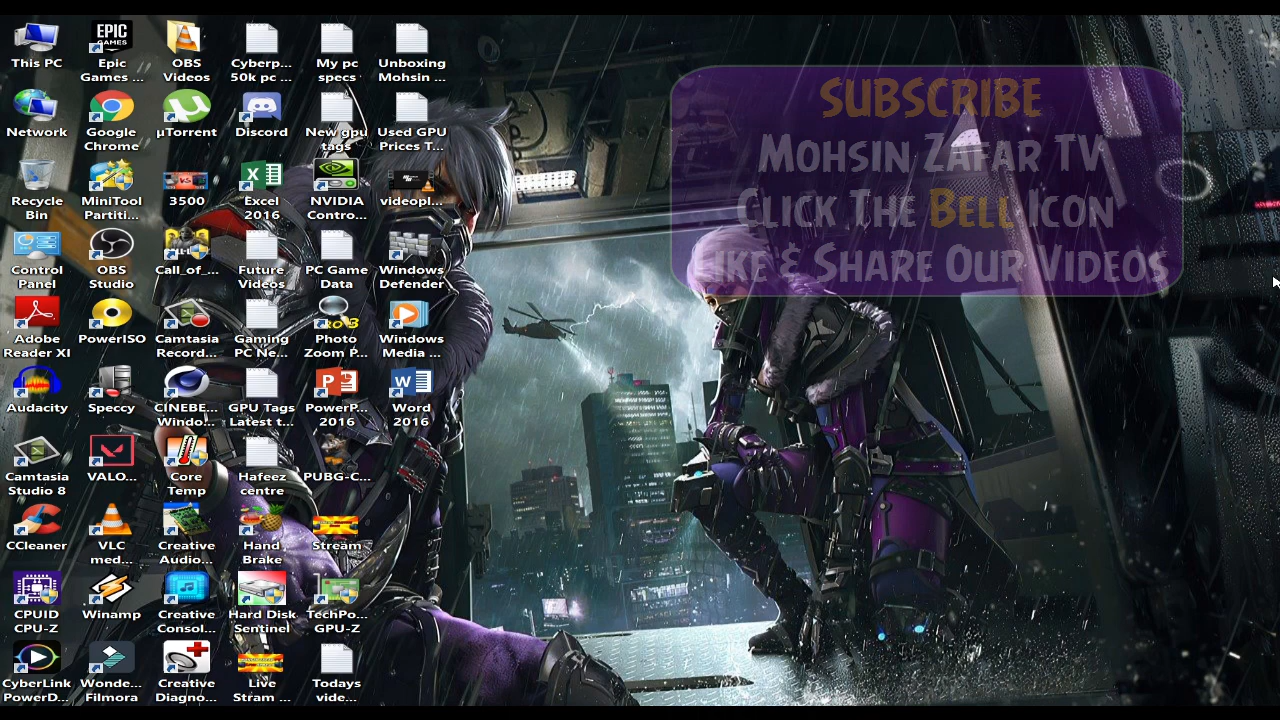 This PC
EPIC
GAMES
Epic
Games ...
OBS
Videos
Cyberp...
50k pc ...
My pc
specs
Unboxing
Mohsin ...
Network
Google
Chrome
µTorrent
Discord
New gpu
tags
Used GPU
Prices T...
Recycle
Bin
MiniTool
Partiti...
VS
3500
Excel
2016
NVIDIA
Contro...
videopl...
Control
Panel
OBS
Studio
Call_of_...
Future
Videos
PC Game
Data
Windows
Defender
Adobe
Reader XI
PowerISO
Camtasia
Record...
Gaming
PC Ne...
Photo
Zoom P...
Windows
Media ...
Audacity
Speccy
CINEBE...
Windo...
GPU Tags
Latest t...
PowerP...
2016
Word
2016
Camtasia
Studio 8
VALO...
Core
Temp
Hafeez
centre
PUBG-C...
CCleaner
VLC
med...
Creative
Audio...
Hand
Brake
Stream
CPUID
CPU-Z
Winamp
Creative
Consol...
Hard Disk
Sentinel
TechPo...
GPU-Z
CyberLink
PowerD...
Wonde...
Filmora
Creative
Diagno...
Live
Stram ...
Todays
vide...
SUBSCRIBE
MOHSIN ZAFAR TV
CLICK THE BELL ICON
LIKE & SHARE OUR VIDEOS